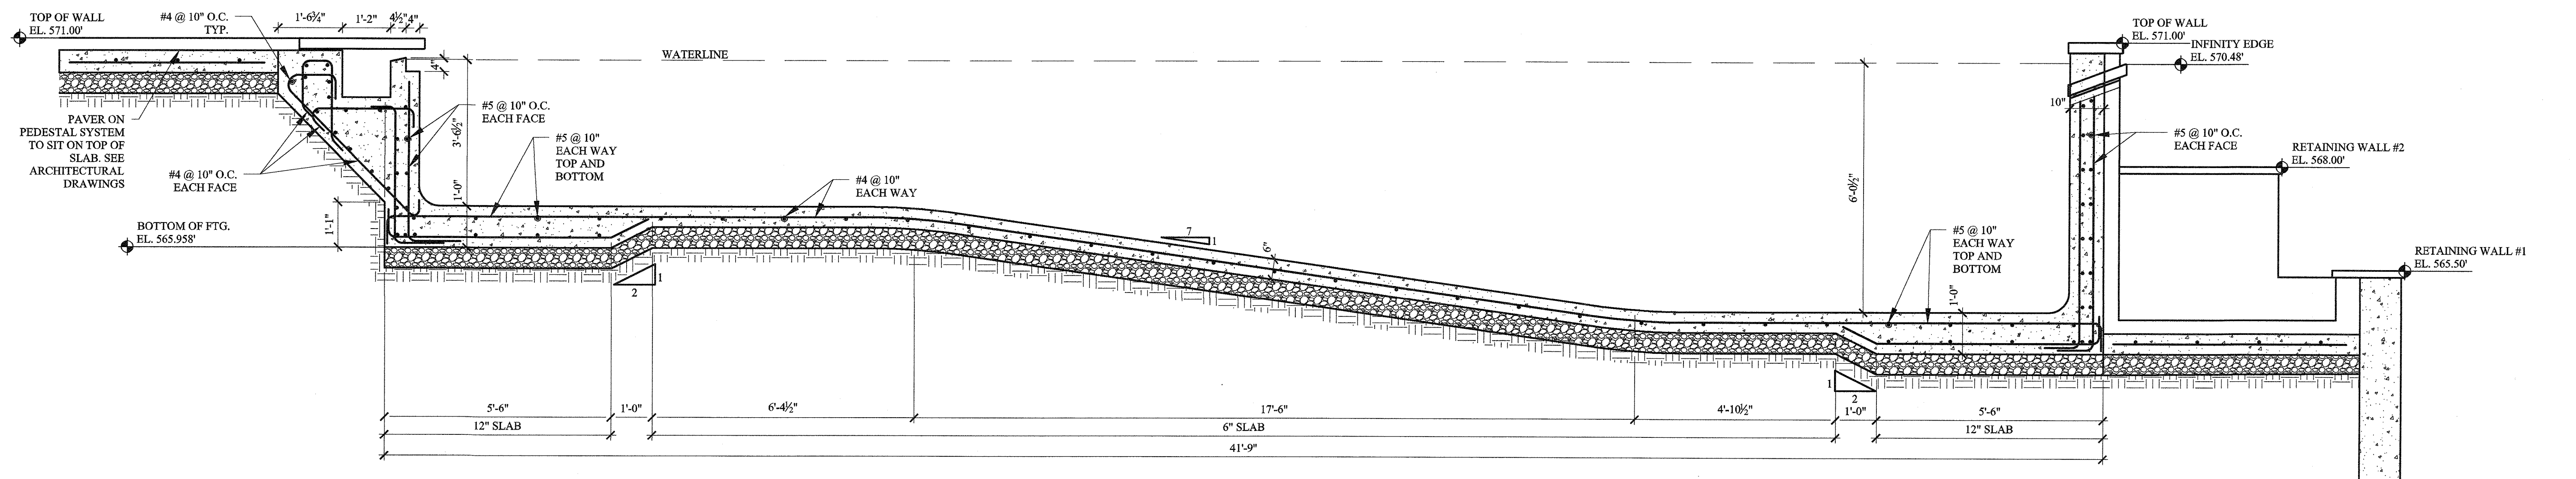 TOP OF WALL
EL. 571.00'
#4 @ 10" O.C.
TYP.
1'-6¾"
1'-2"
4½"
4"
4"
WATERLINE
PAVER ON
PEDESTAL SYSTEM
TO SIT ON TOP OF
SLAB. SEE
ARCHITECTURAL
DRAWINGS
#4 @ 10" O.C.
EACH FACE
BOTTOM OF FTG.
EL. 565.958'
1'-1"
#5 @ 10" O.C.
EACH FACE
3'-6½"
1'-0"
#5 @ 10"
EACH WAY
TOP AND
BOTTOM
#4 @ 10"
EACH WAY
7
1
6"
2
1
6'-0½"
#5 @ 10"
EACH WAY
TOP AND
BOTTOM
1'-0"
1
2
TOP OF WALL
EL. 571.00'
INFINITY EDGE
EL. 570.48'
10"
#5 @ 10" O.C.
EACH FACE
RETAINING WALL #2
EL. 568.00'
RETAINING WALL #1
EL. 565.50'
5'-6"
1'-0"
6'-4½"
17'-6"
4'-10½"
1'-0"
5'-6"
12" SLAB
6" SLAB
12" SLAB
41'-9"